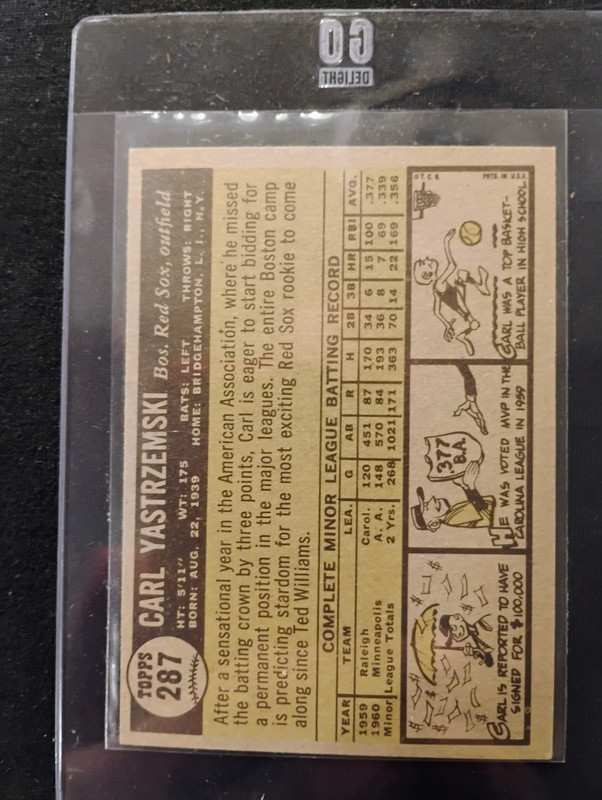 GO
DELIGHT
TOPPS
287
CARL YASTRZEMSKI Bos. Red Sox, outfield
HT: 5'11" WT: 175 BATS: LEFT THROWS: RIGHT
BORN: AUG. 22, 1939 HOME: BRIDGEHAMPTON, L. I., N.Y.
After a sensational year in the American Association, where he missed
the batting crown by three points, Carl is eager to start bidding for
a permanent position in the major leagues. The entire Boston camp
is predicting stardom for the most exciting Red Sox rookie to come
along since Ted Williams.
COMPLETE MINOR LEAGUE BATTING RECORD
YEAR TEAM LEA. G AB R H 2B 3B HR RBI AVG.
1959 Raleigh Carol. 120 451 87 170 34 6 15 100 .377
1960 Minneapolis A. A. 148 570 84 193 36 8 7 69 .339
Minor League Totals 2 Yrs. 268 1021 171 363 70 14 22 169 .356
CARL IS REPORTED TO HAVE
SIGNED FOR $100,000
.377
B.A.
HE WAS VOTED MVP IN THE
CAROLINA LEAGUE IN 1959
© T. C. G. PRTD. IN U.S.A.
CARL WAS A TOP BASKET-
BALL PLAYER IN HIGH SCHOOL